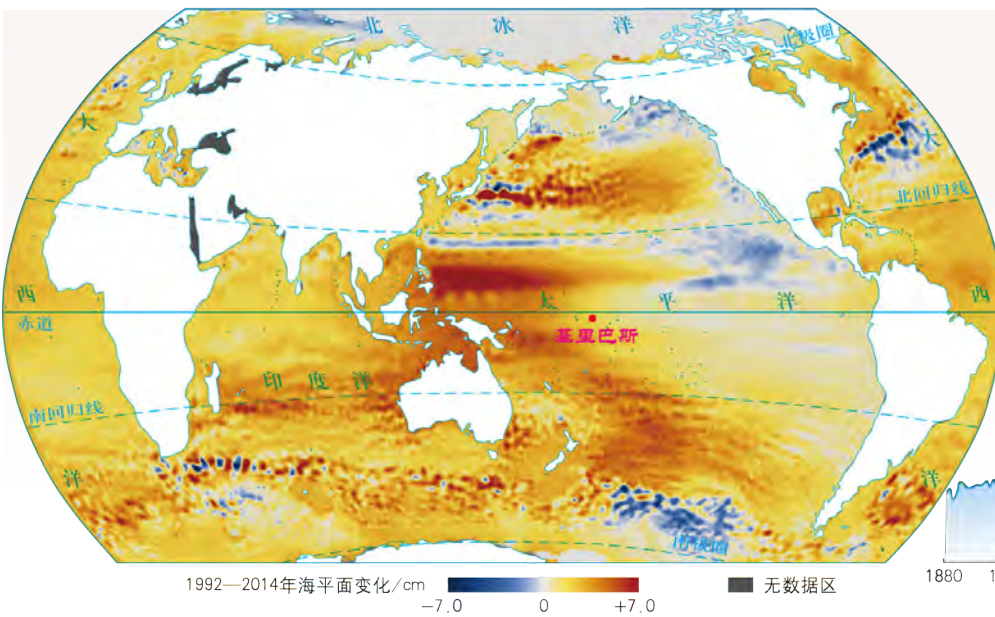 北 冰 洋
北极圈
大
大
北回归线
西
太 平 洋
西
赤道
基里巴斯
印 度 洋
南回归线
洋
洋
南极圈
1880 1
1992—2014年海平面变化/cm
-7.0 0 +7.0
无数据区